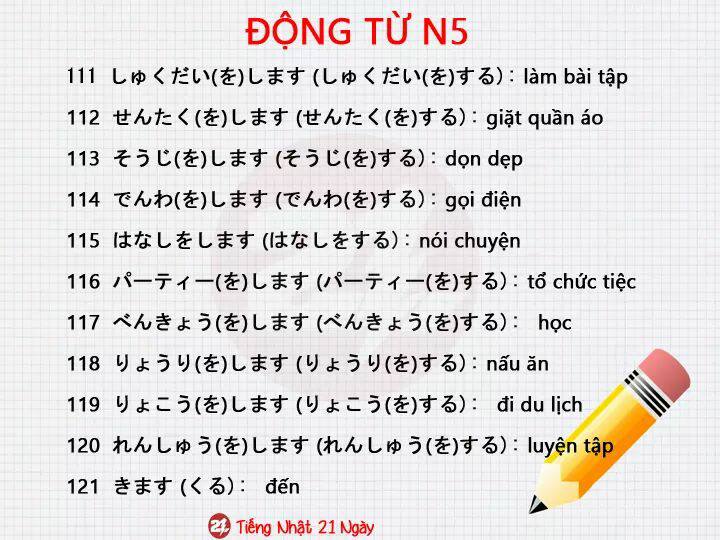 ĐỘNG TỪ N5
111 しゅくだい(を)します (しゅくだい(を)する) : làm bài tập
112 せんたく(を)します (せんたく(を)する) : giặt quần áo
113 そうじ(を)します (そうじ(を)する) : dọn dẹp
114 でんわ(を)します (でんわ(を)する) : gọi điện
115 はなしをします (はなしをする) : nói chuyện
116 パーティー(を)します (パーティー(を)する) : tổ chức tiệc
117 べんきょう(を)します (べんきょう(を)する) : học
118 りょうり(を)します (りょうり(を)する) : nấu ăn
119 りょこう(を)します (りょこう(を)する) : đi du lịch
120 れんしゅう(を)します (れんしゅう(を)する) : luyện tập
121 きます (くる) : đến
21 Tiếng Nhật 21 Ngày